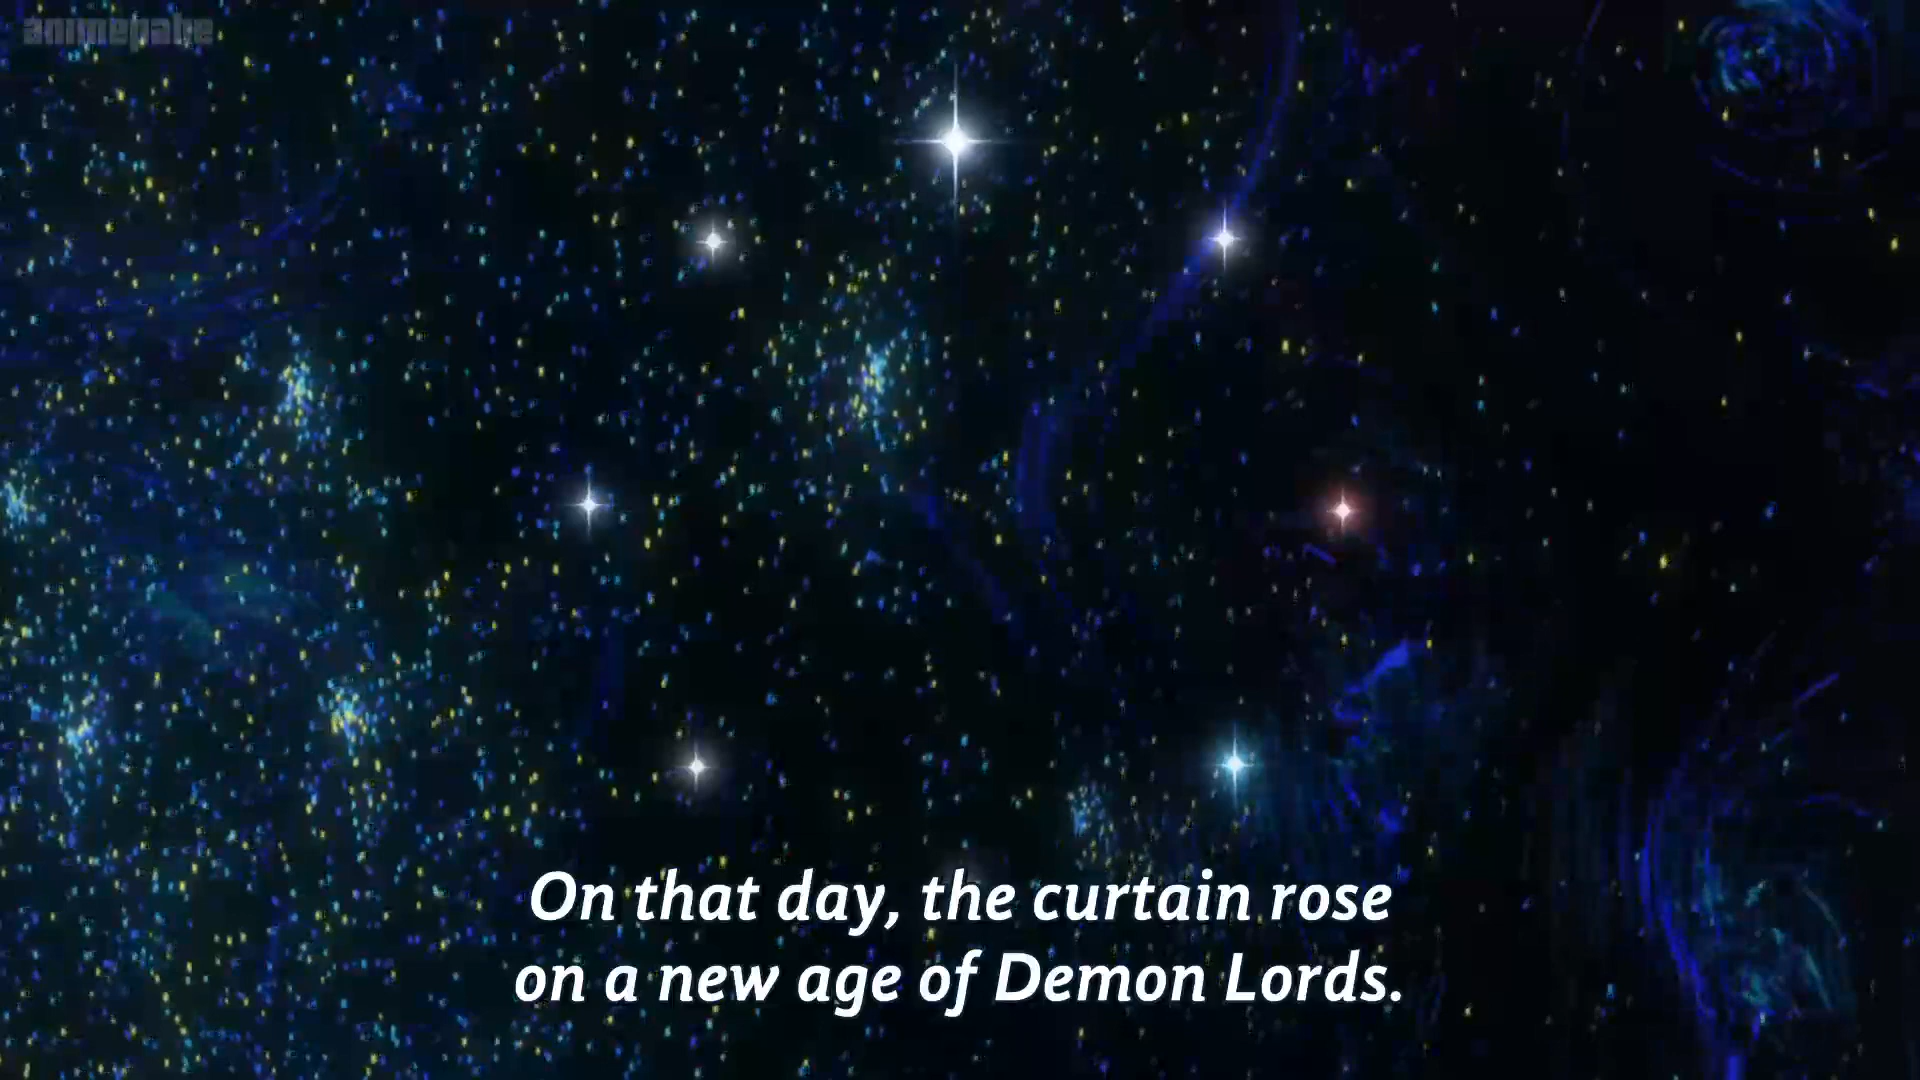 animepahe
On that day, the curtain rose
on a new age of Demon Lords.